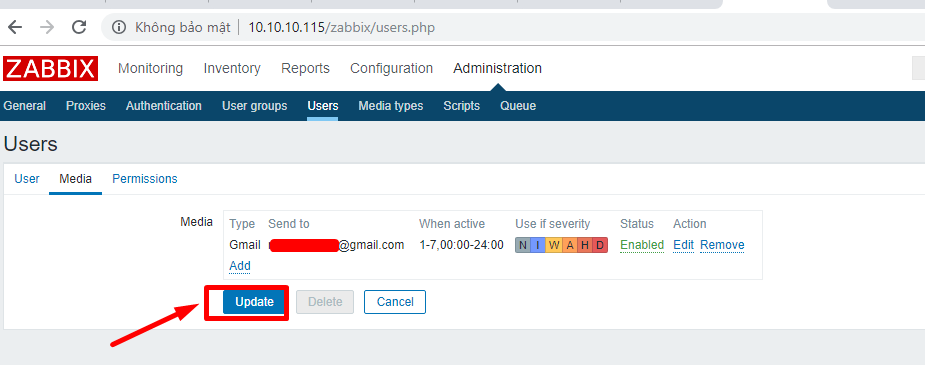 Không bảo mật | 10.10.10.115/zabbix/users.php
ZABBIX Monitoring Inventory Reports Configuration Administration
General Proxies Authentication User groups Users Media types Scripts Queue
Users
User Media Permissions
Media Type Send to When active Use if severity Status Action
Gmail @gmail.com 1-7,00:00-24:00 N I W A H D Enabled Edit Remove
Add
Update Delete Cancel